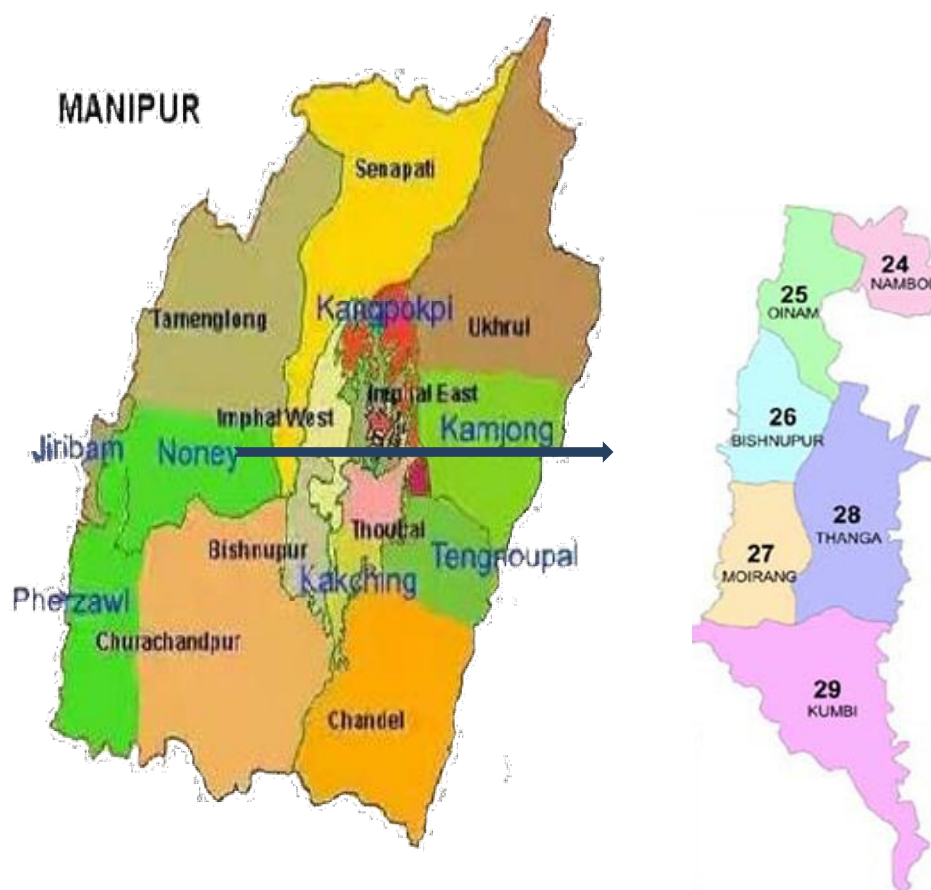 MANIPUR
Senapati
Kangpokpi
Tamenglong
Ukhrul
Imphal East
Imphal West
Kamjong
Jiribam
Noney
Thoubal
Bishnupur
Tengnoupal
Kakching
Pherzawl
Churachandpur
Chandel
24
NAMBOL
25
OINAM
26
BISHNUPUR
28
THANGA
27
MOIRANG
29
KUMBI